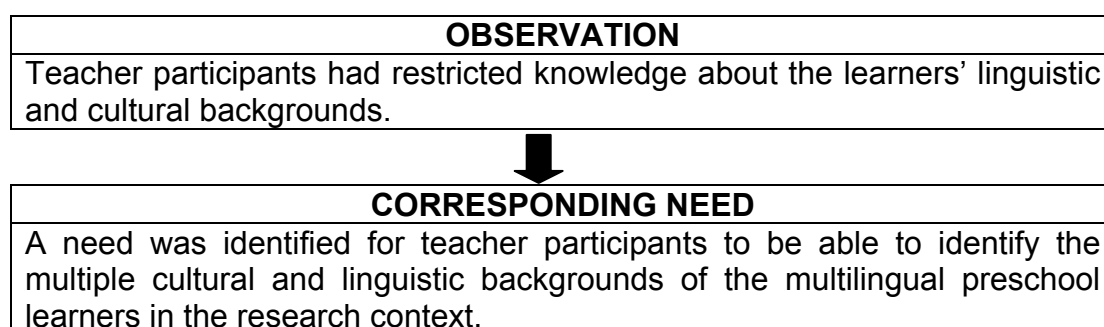 OBSERVATION
Teacher participants had restricted knowledge about the learners’ linguistic
and cultural backgrounds.
CORRESPONDING NEED
A need was identified for teacher participants to be able to identify the
multiple cultural and linguistic backgrounds of the multilingual preschool
learners in the research context.